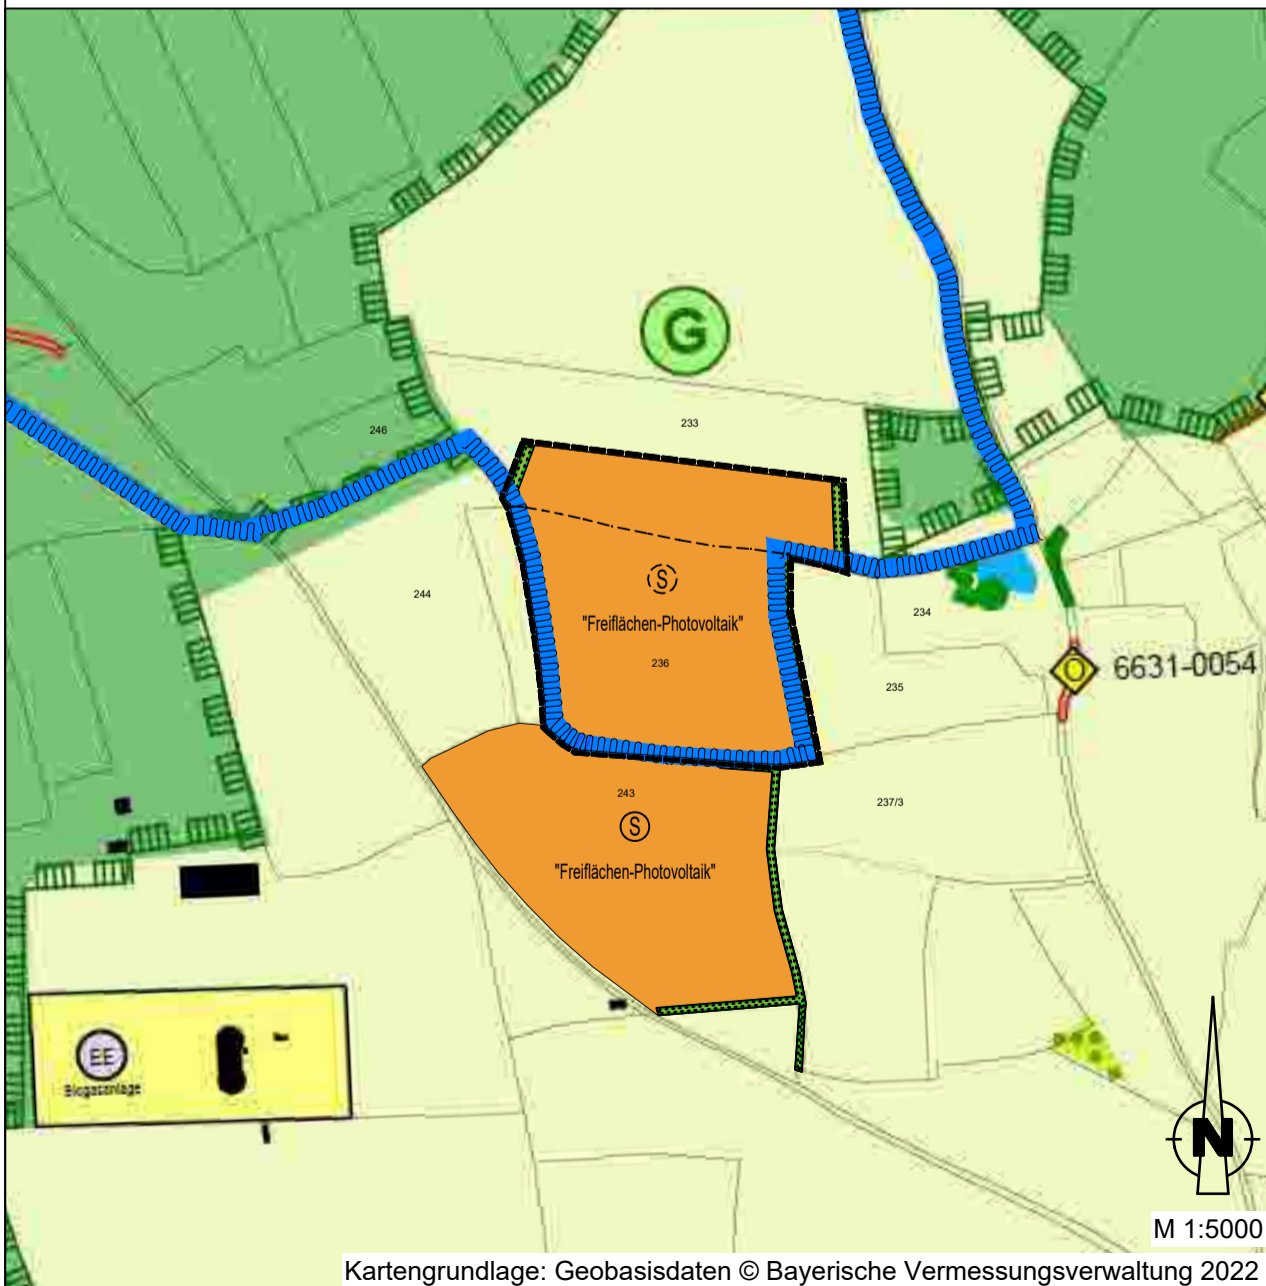 G
233
246
S
"Freiflächen-Photovoltaik"
236
244
234
235
6631-0054
243
S
"Freiflächen-Photovoltaik"
237/3
EE
Biogasanlage
N
M 1:5000
Kartengrundlage: Geobasisdaten © Bayerische Vermessungsverwaltung 2022